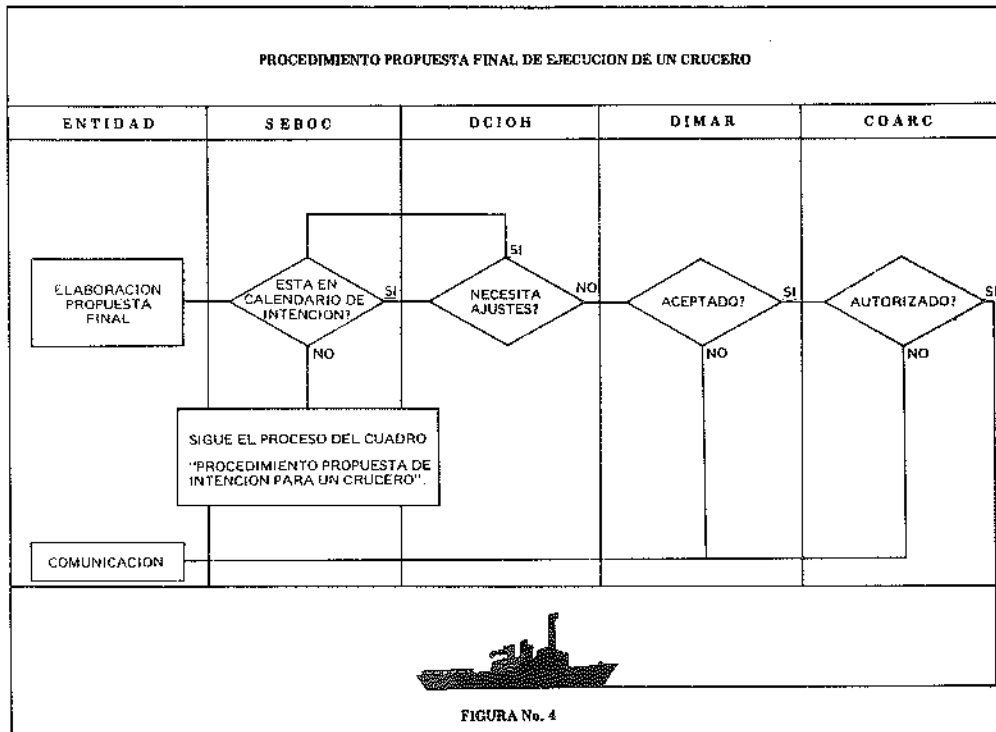 PROCEDIMIENTO PROPUESTA FINAL DE EJECUCION DE UN CRUCERO
ENTIDAD
SEBOC
DCIOH
DIMAR
COARC
ELABORACION
PROPUESTA
FINAL
ESTA EN
CALENDARIO DE
INTENCION?
SI
NO
SI
NECESITA
AJUSTES?
NO
ACEPTADO?
SI
NO
AUTORIZADO?
SI
NO
SIGUE EL PROCESO DEL CUADRO
"PROCEDIMIENTO PROPUESTA DE
INTENCION PARA UN CRUCERO".
COMUNICACION
FIGURA No. 4